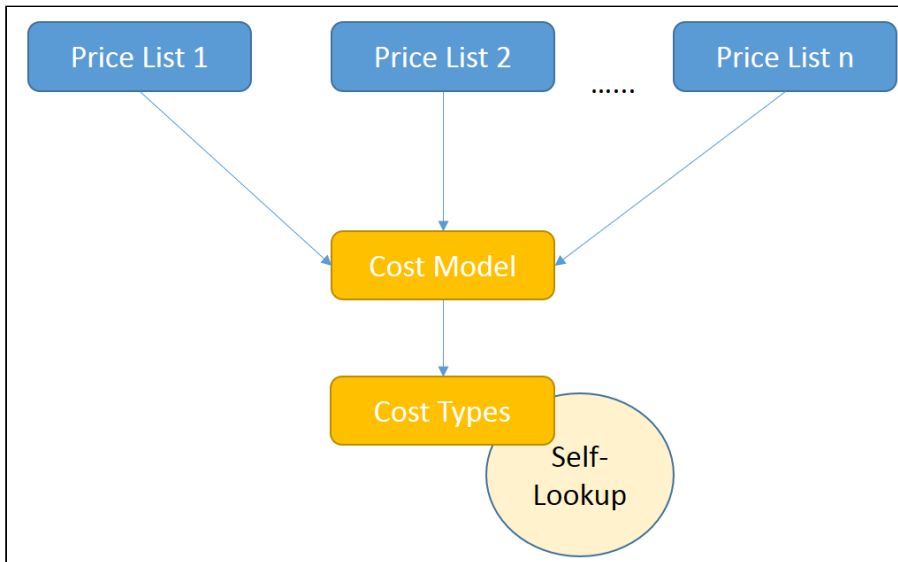 Price List 1
Price List 2
......
Price List n
Cost Model
Cost Types
Self-
Lookup